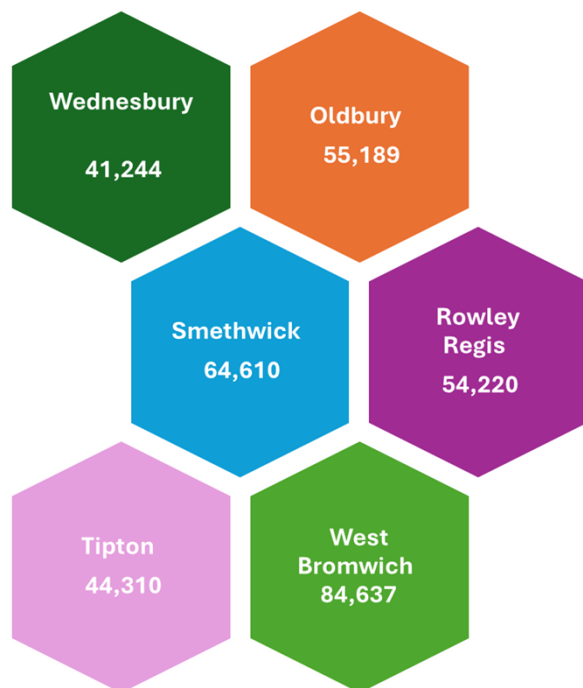 Wednesbury
41,244
Oldbury
55,189
Smethwick
64,610
Rowley
Regis
54,220
Tipton
44,310
West
Bromwich
84,637